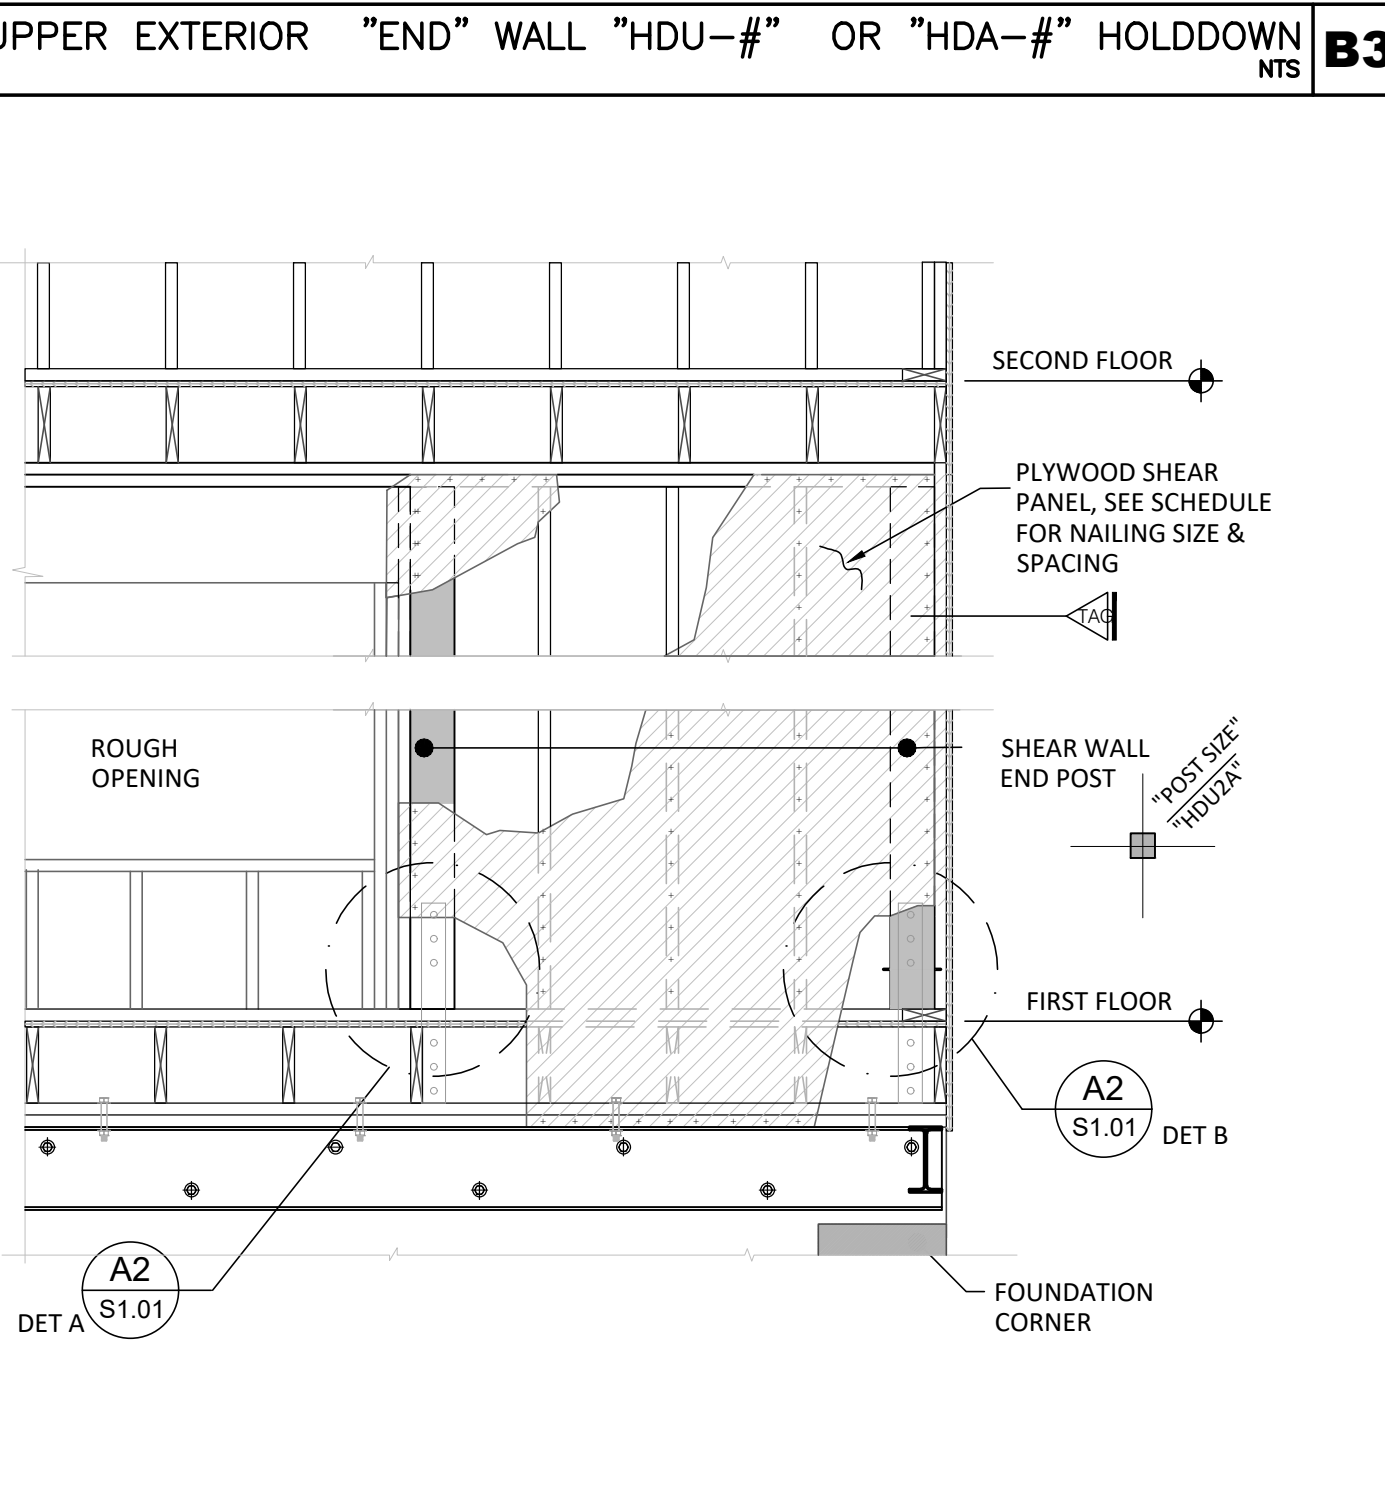 UPPER EXTERIOR "END" WALL "HDU-#" OR "HDA-#" HOLDDOWN
NTS
B3
SECOND FLOOR
PLYWOOD SHEAR
PANEL, SEE SCHEDULE
FOR NAILING SIZE &
SPACING
TAG
ROUGH
OPENING
SHEAR WALL
END POST
"POST SIZE"
"HDU2A"
FIRST FLOOR
A2
S1.01
DET B
A2
S1.01
DET A
FOUNDATION
CORNER